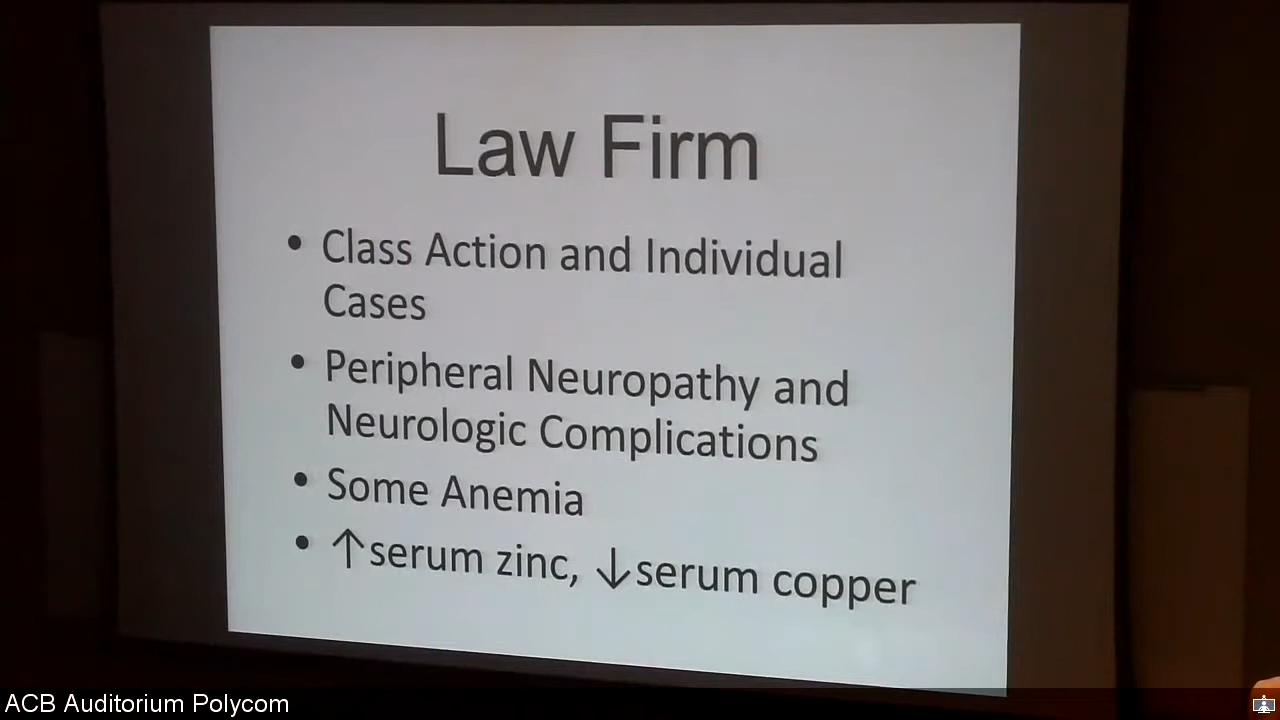 Law Firm
• Class Action and Individual
Cases
• Peripheral Neuropathy and
Neurologic Complications
• Some Anemia
• ↑serum zinc, ↓serum copper
ACB Auditorium Polycom